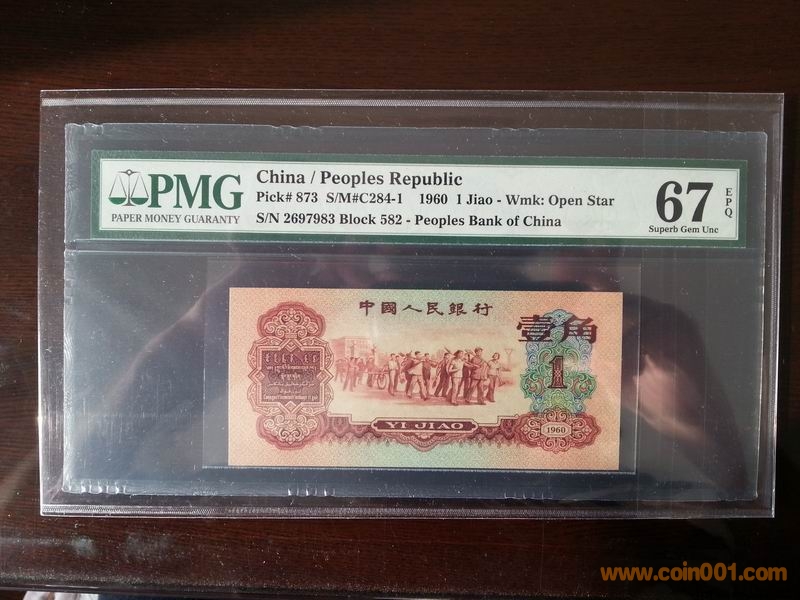 PMG
PAPER MONEY GUARANTY
China / Peoples Republic
Pick# 873 S/M#C284-1 1960 1 Jiao - Wmk: Open Star
S/N 2697983 Block 582 - Peoples Bank of China
67
EPQ
Superb Gem Unc
中國人民銀行
壹角
1
YI JIAO
1960
www.coin001.com